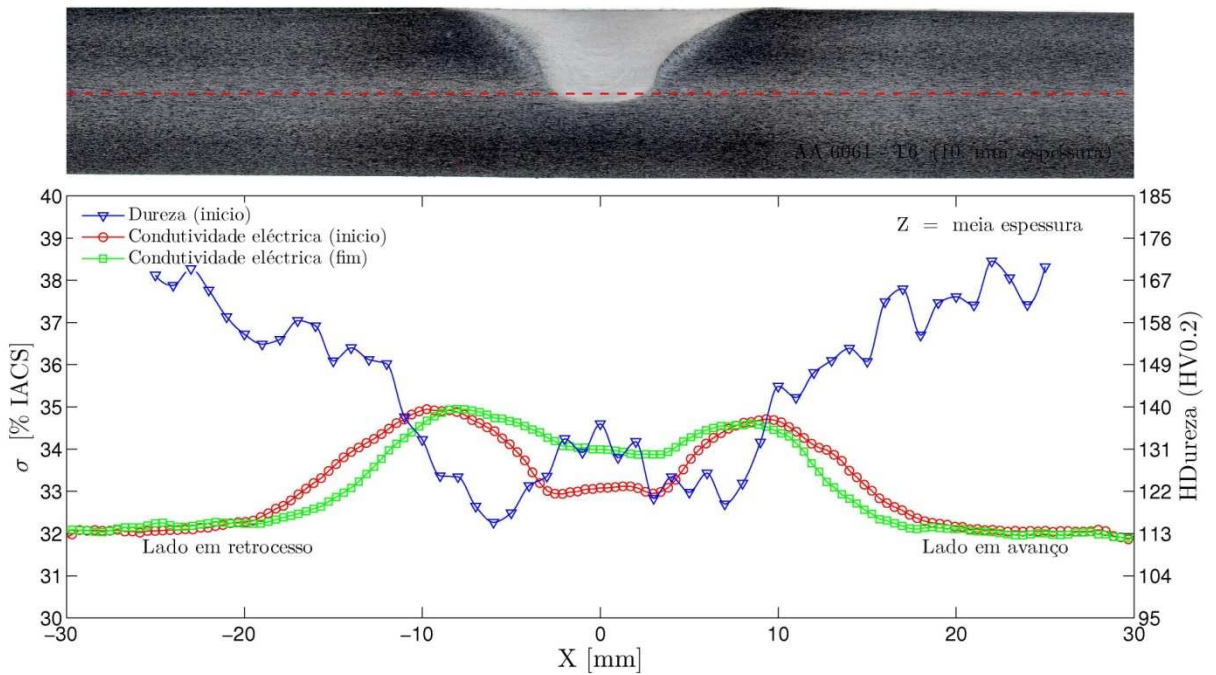 AA 6061 - T6 (10 mm espessura)
40
39
38
37
36
35
34
33
32
31
30
σ [% IACS]
Dureza (inicio)
Condutividade eléctrica (inicio)
Condutividade eléctrica (fim)
Z = meia espessura
Lado em retrocesso
Lado em avanço
185
176
167
158
149
140
131
122
113
104
95
HDureza (HV0.2)
−30 −20 −10 0 10 20 30
X [mm]